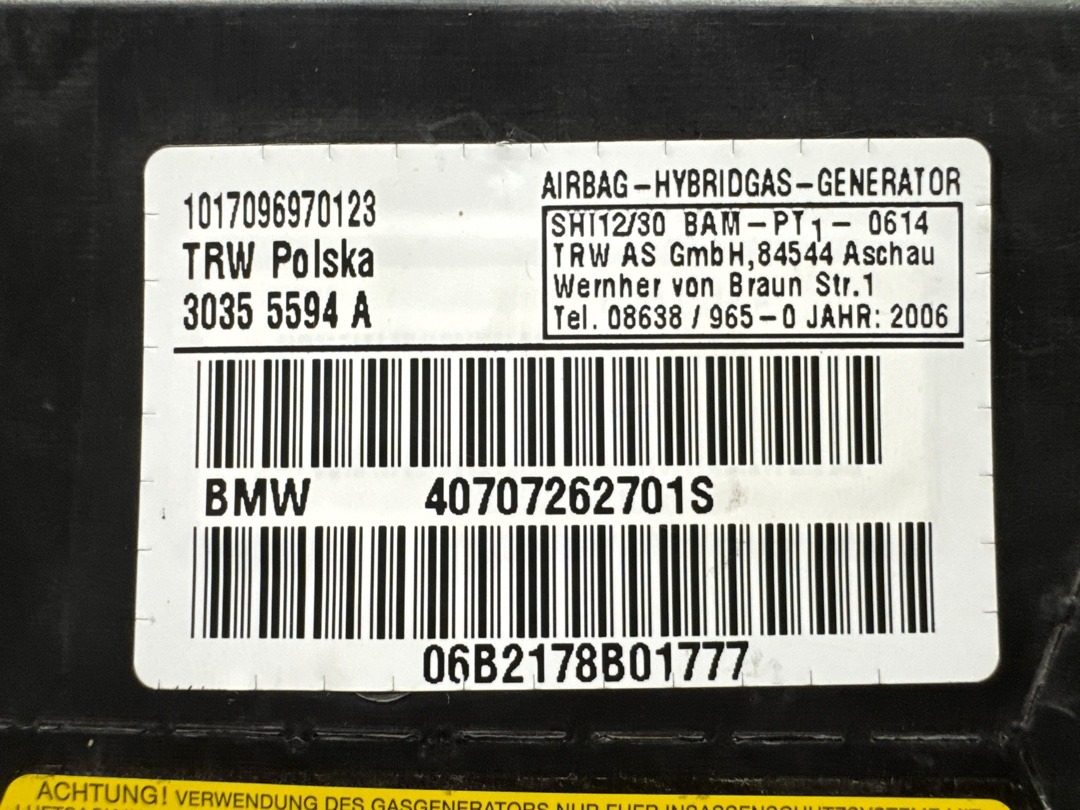 1017096970123
TRW Polska
3035 5594 A
AIRBAG-HYBRIDGAS-GENERATOR
SHI12/30 BAM-PT1-0614
TRW AS GmbH,84544 Aschau
Wernher von Braun Str.1
Tel. 08638 / 965-0 JAHR: 2006
BMW 40707262701S
06B2178B01777
ACHTUNG! VERWENDUNG DES GASGENERATORS NUR FUER